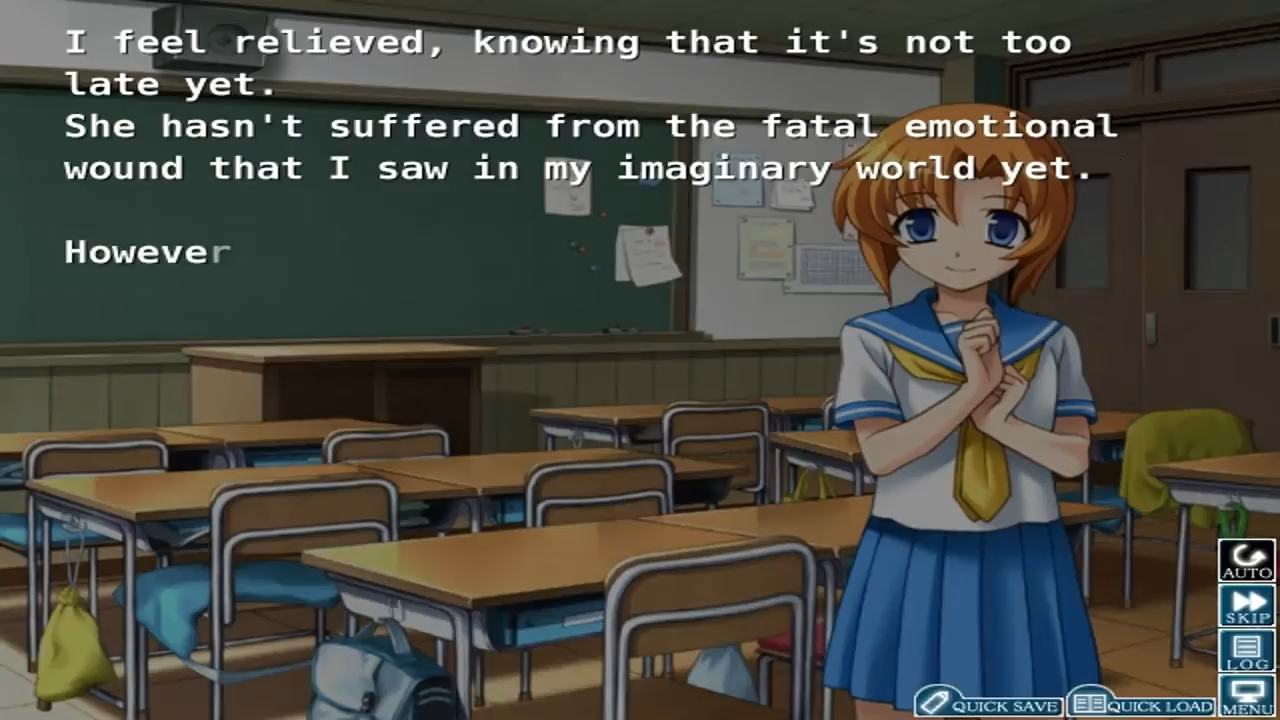 I feel relieved, knowing that it's not too
late yet.
She hasn't suffered from the fatal emotional
wound that I saw in my imaginary world yet.
However
AUTO
SKIP
LOG
MENU
QUICK SAVE
QUICK LOAD